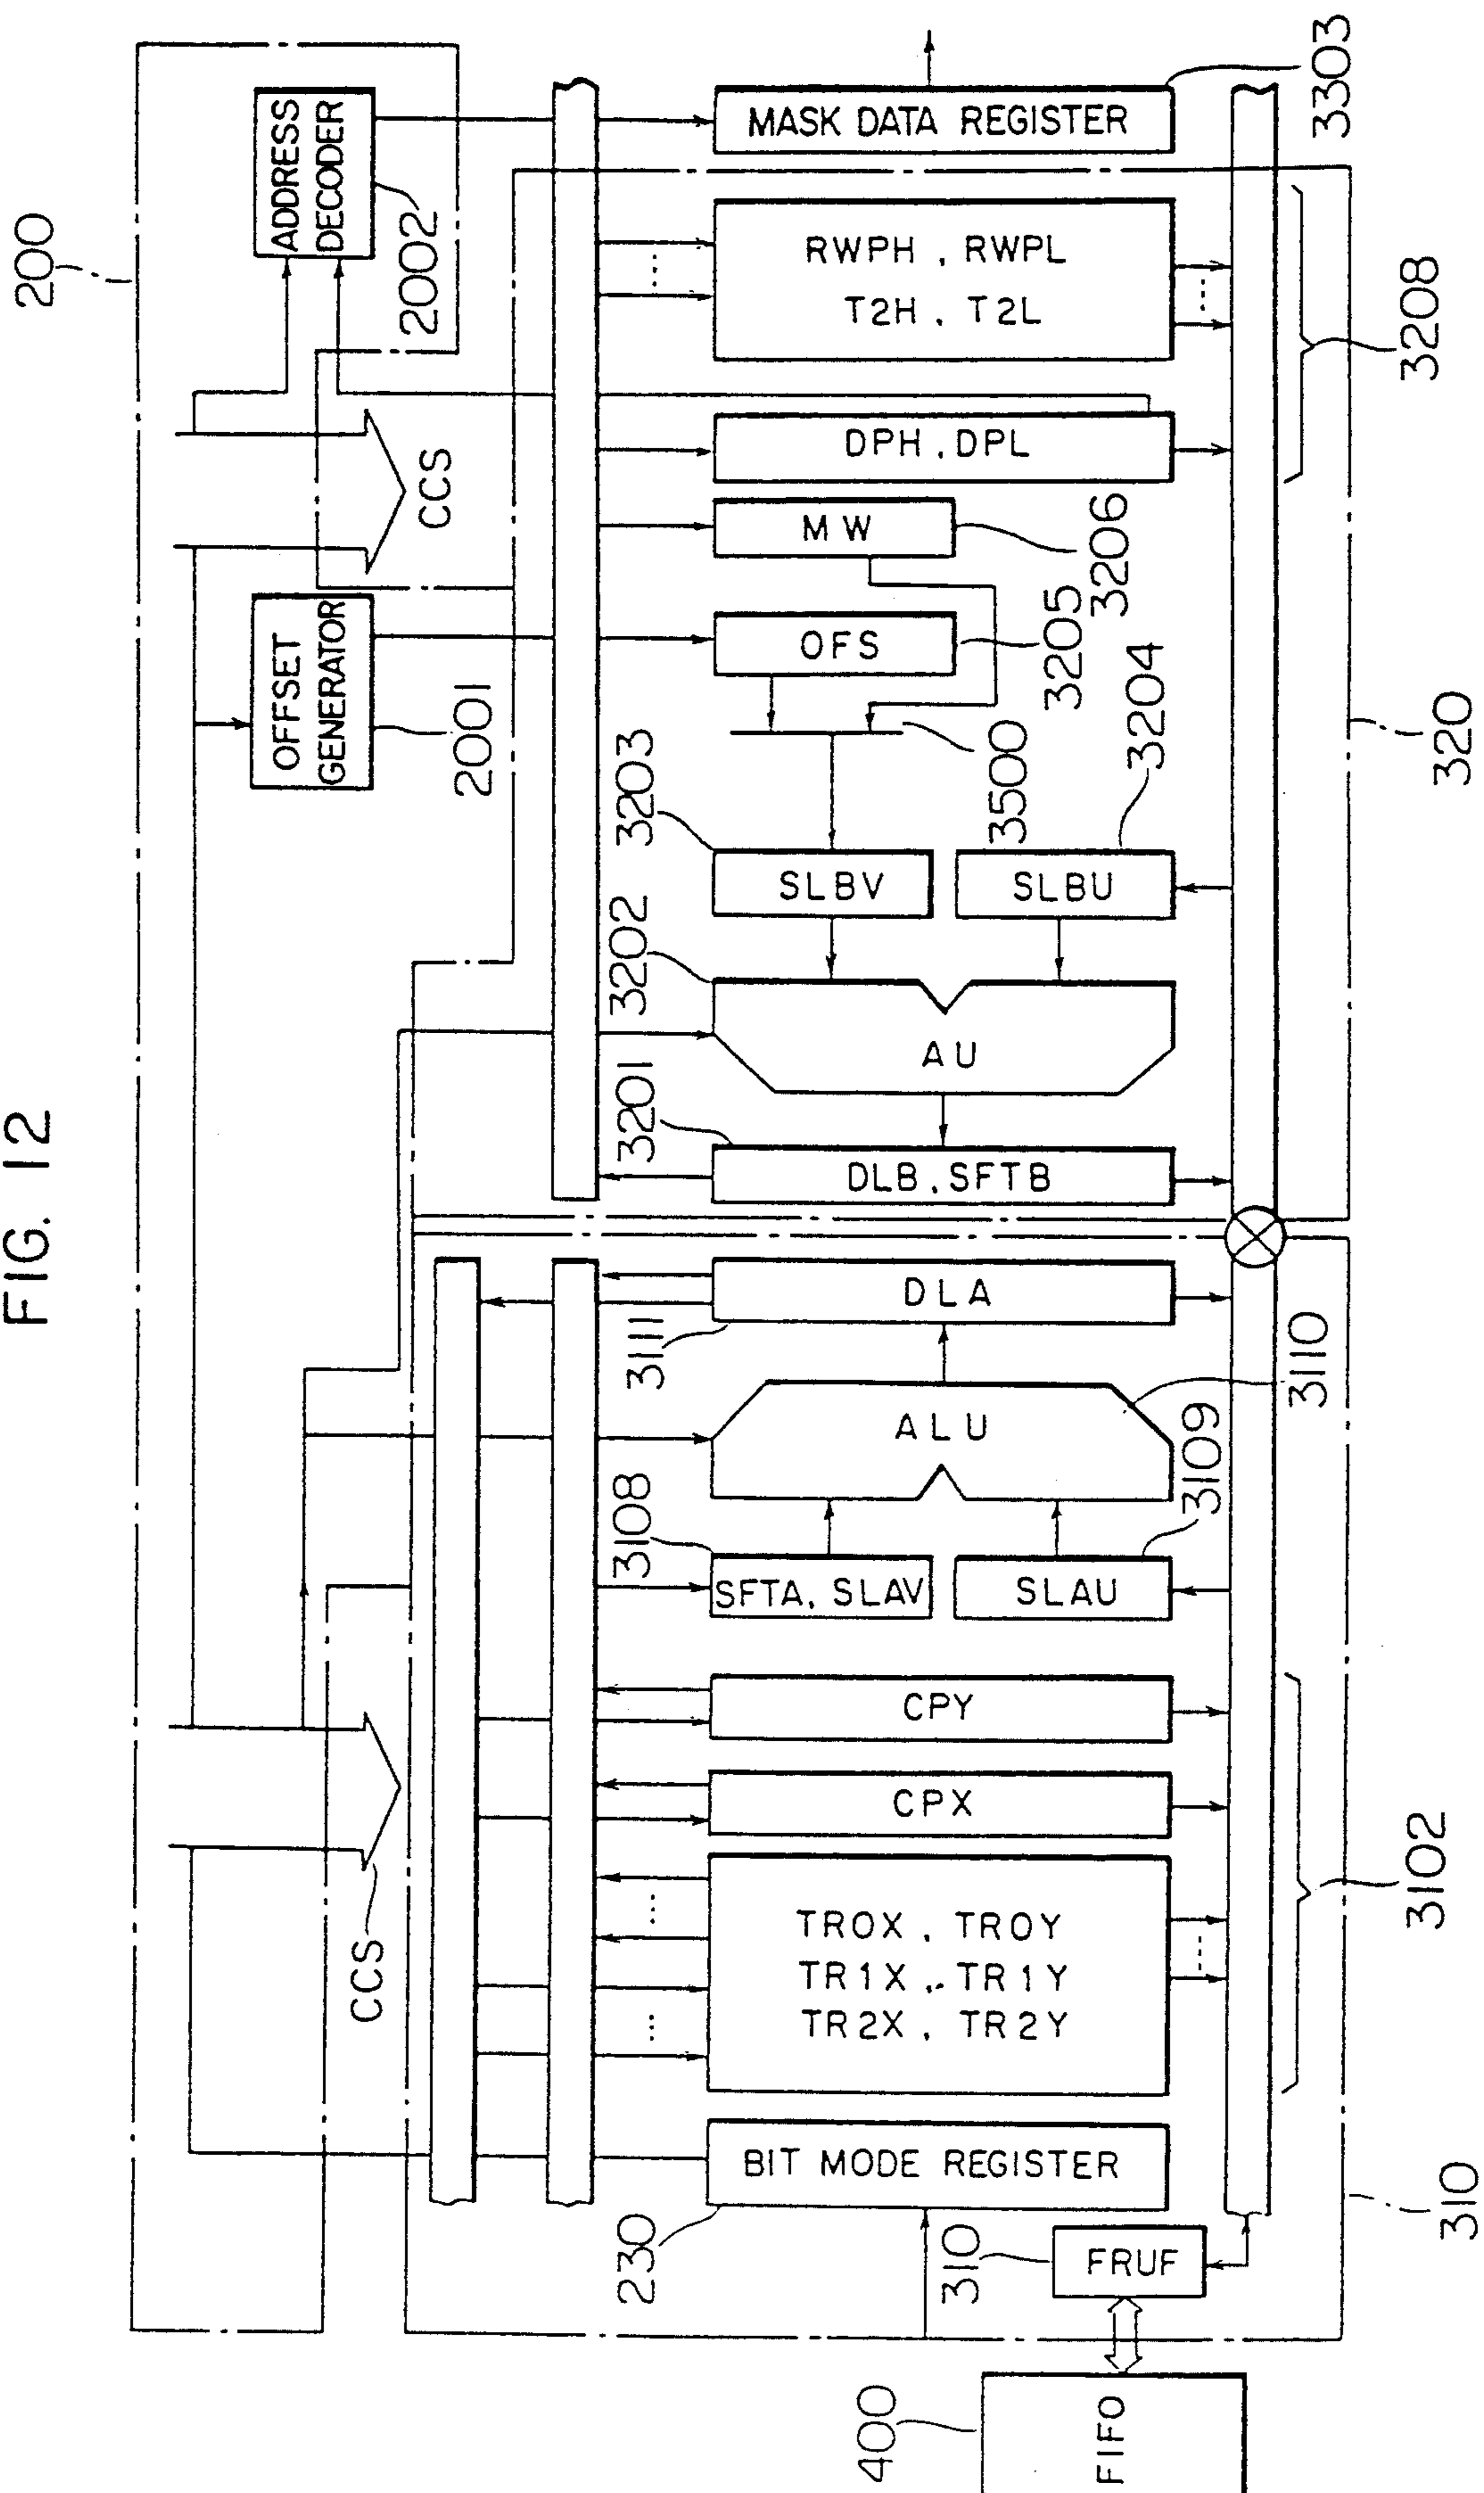 FIG. 12
200
ADDRESS
DECODER
2002
CCS
OFFSET
GENERATOR
2001
MASK DATA REGISTER
3303
RWPH, RWPL
T2H, T2L
3208
DPH, DPL
MW
3206
OFS
3205
3500
3203
SLBV
SLBU
3204
3202
AU
3201
DLB, SFTB
320
DLA
3111
ALU
3110
3108
SFTA, SLAV
SLAU
3109
CPY
CPX
CCS
TR0X, TR0Y
TR1X, TR1Y
TR2X, TR2Y
3102
BIT MODE REGISTER
230
310
FRUF
310
400
FIFO